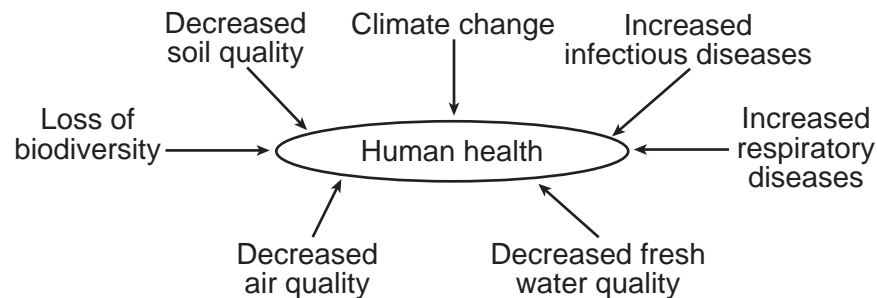 Decreased
soil quality
Climate change
Increased
infectious diseases
Loss of
biodiversity
Human health
Increased
respiratory
diseases
Decreased
air quality
Decreased fresh
water quality